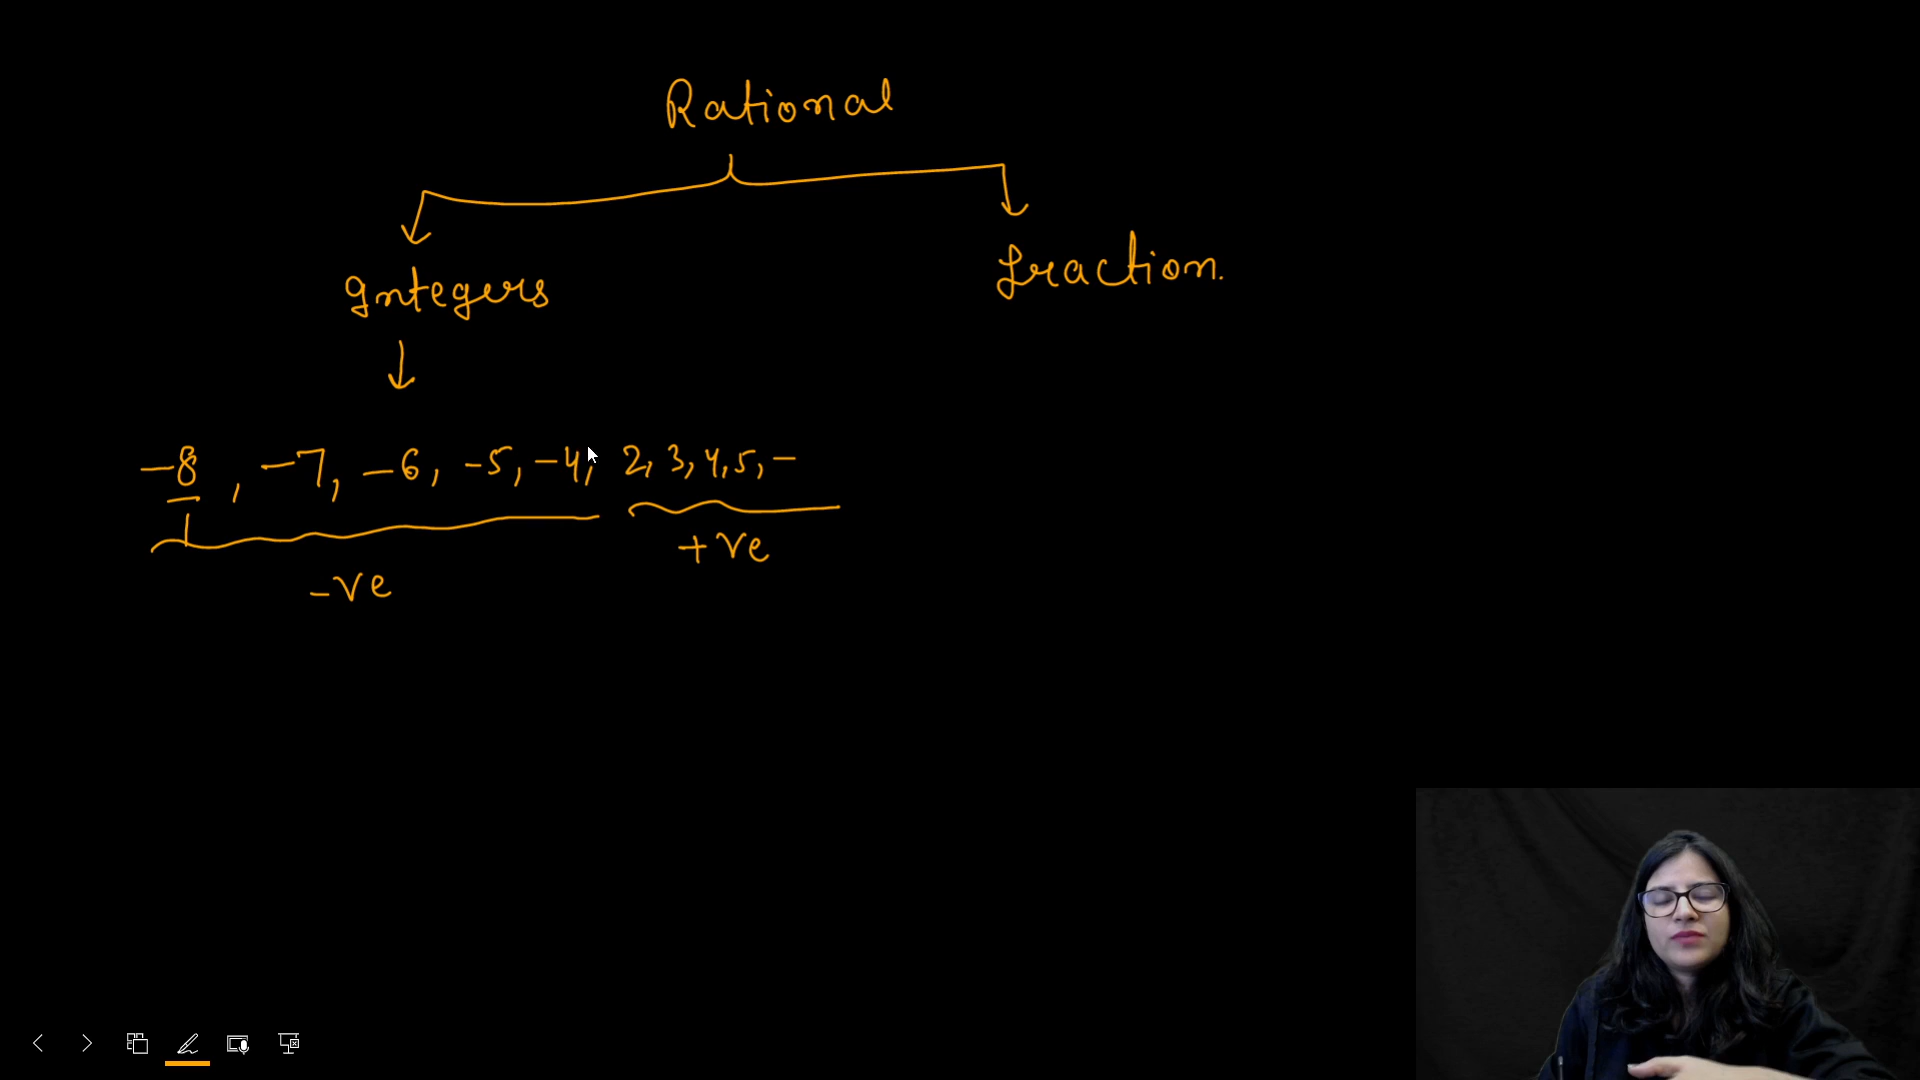 Rational
Integers
fraction.
-8, -7, -6, -5, -4, 2, 3, 4, 5, -
+ve
-ve